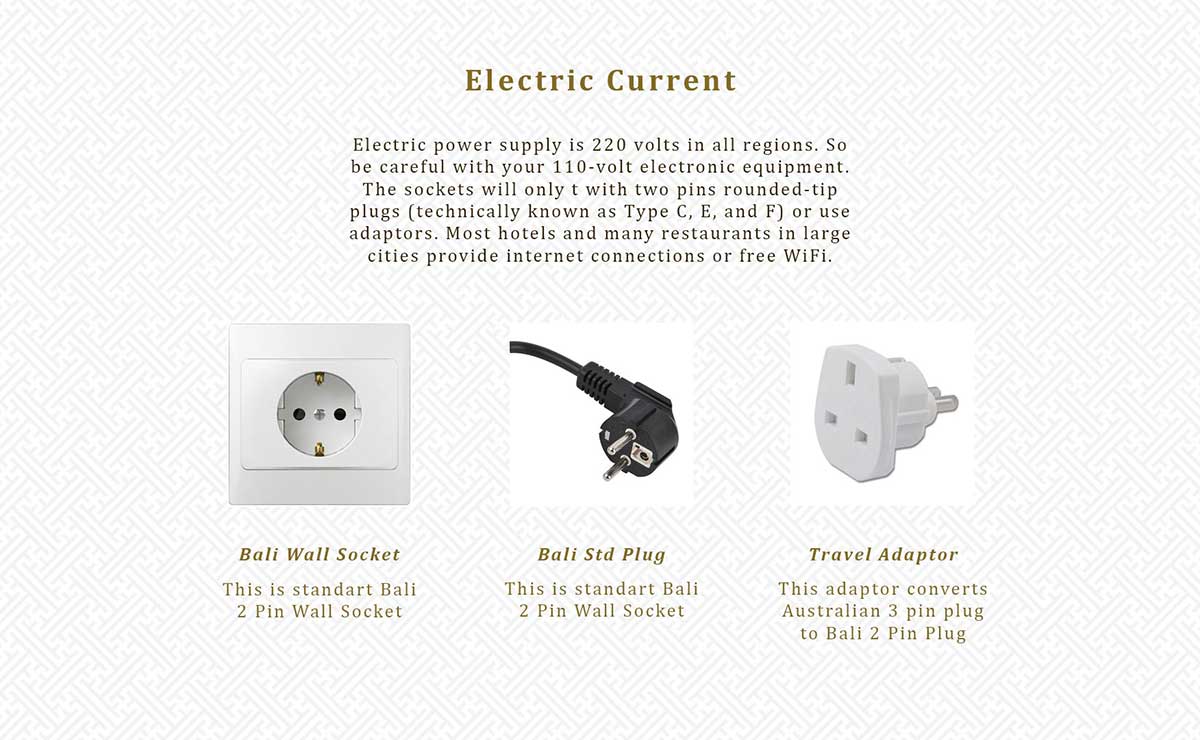 Electric Current
Electric power supply is 220 volts in all regions. So
be careful with your 110-volt electronic equipment.
The sockets will only t with two pins rounded-tip
plugs (technically known as Type C, E, and F) or use
adaptors. Most hotels and many restaurants in large
cities provide internet connections or free WiFi.
Bali Wall Socket
This is standart Bali
2 Pin Wall Socket
Bali Std Plug
This is standart Bali
2 Pin Wall Socket
Travel Adaptor
This adaptor converts
Australian 3 pin plug
to Bali 2 Pin Plug